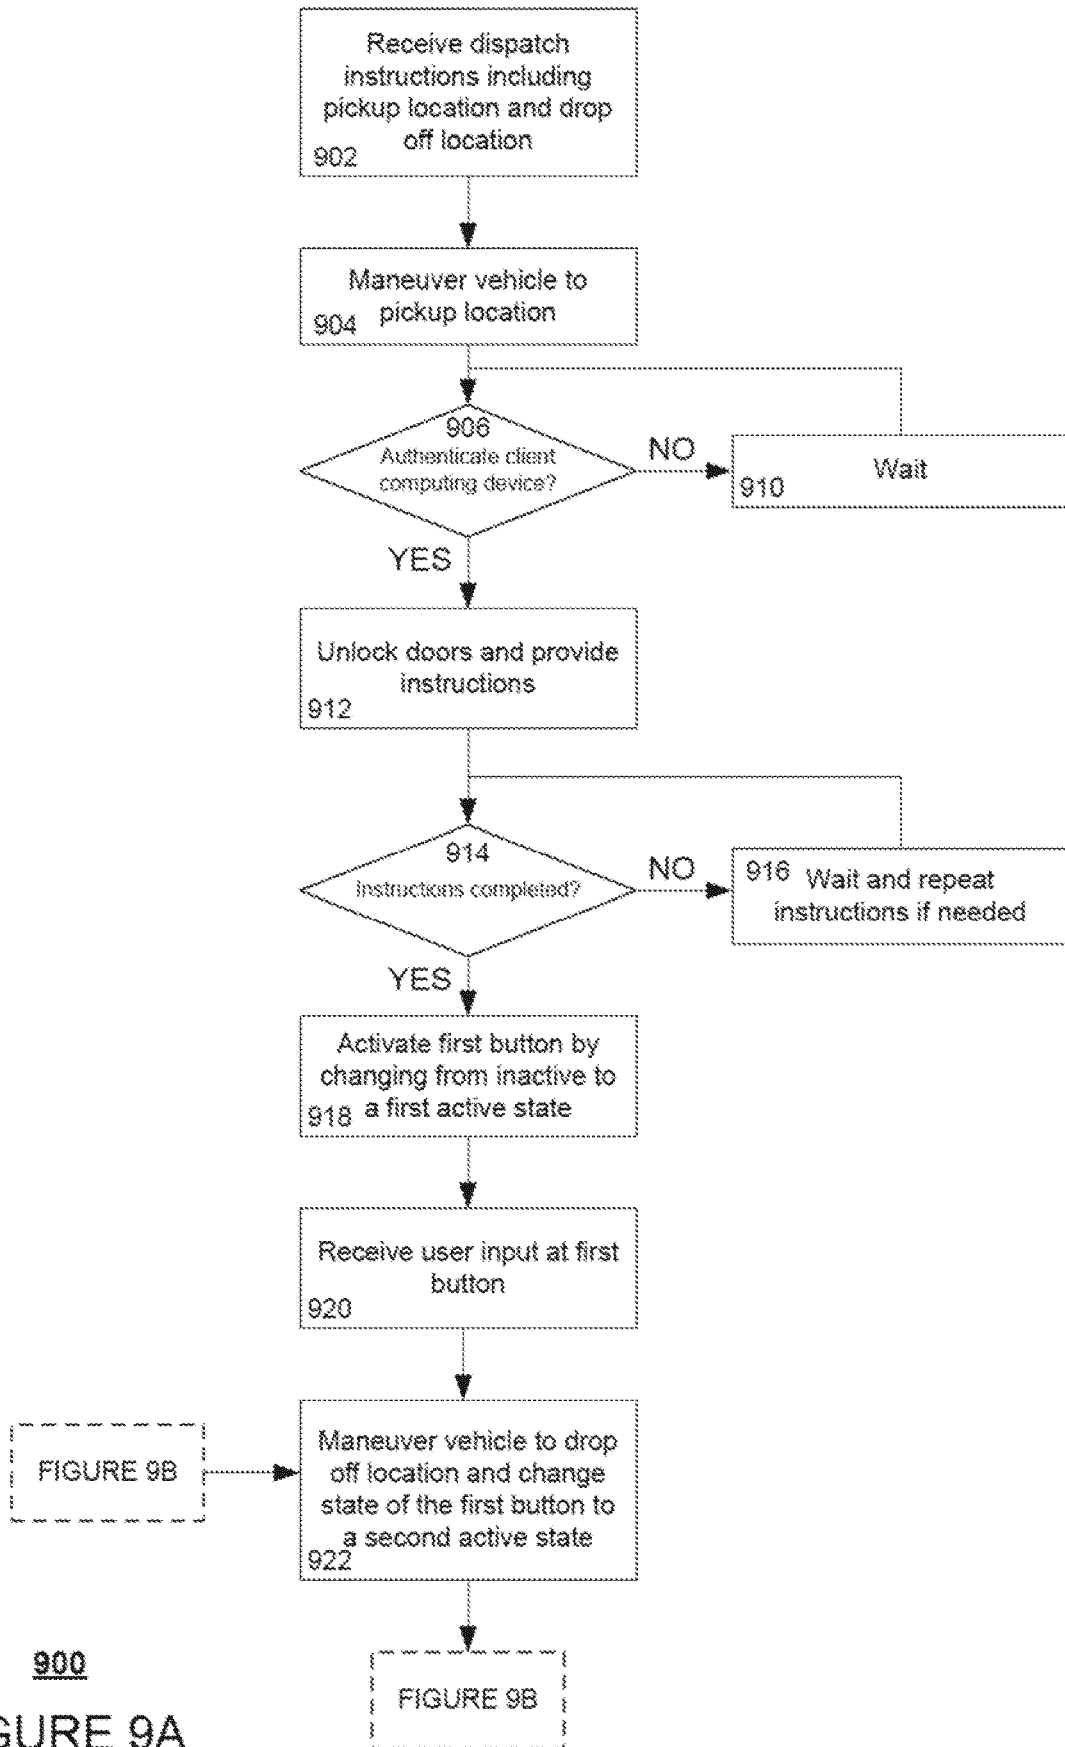 Receive dispatch
instructions including
pickup location and drop
off location
902
Maneuver vehicle to
pickup location
904
906
Authenticate client
computing device?
NO
Wait
910
YES
Unlock doors and provide
instructions
912
914
Instructions completed?
NO
916 Wait and repeat
instructions if needed
YES
Activate first button by
changing from inactive to
a first active state
918
Receive user input at first
button
920
FIGURE 9B
Maneuver vehicle to drop
off location and change
state of the first button to
a second active state
922
FIGURE 9B
900
GURE 9A